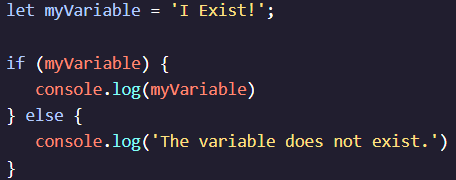 let myVariable = 'I Exist!';

if (myVariable) {
   console.log(myVariable)
} else {
   console.log('The variable does not exist.')
}